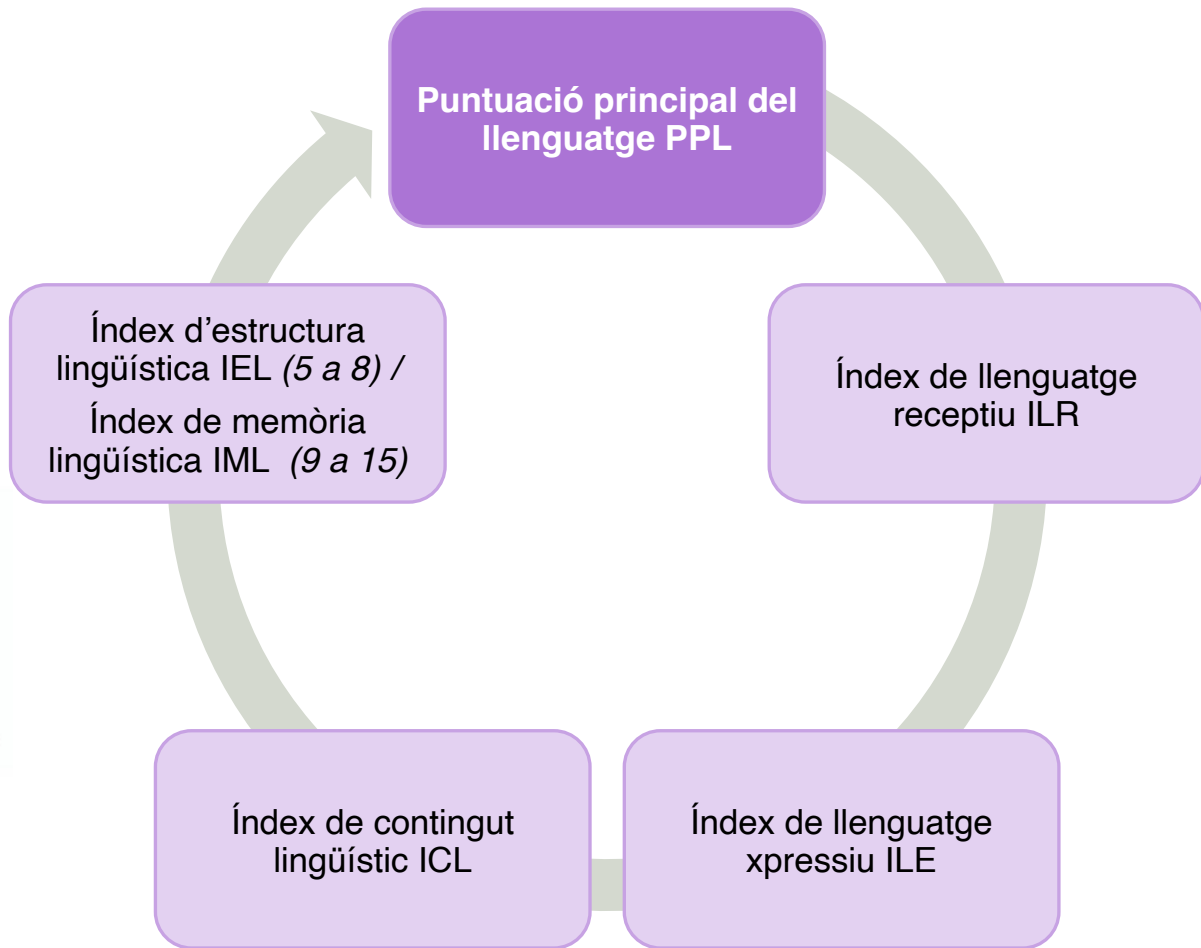 Puntuació principal del
llenguatge PPL
Índex de llenguatge
receptiu ILR
Índex de llenguatge
xpressiu ILE
Índex de contingut
lingüístic ICL
Índex d’estructura
lingüística IEL (5 a 8) /
Índex de memòria
lingüística IML (9 a 15)